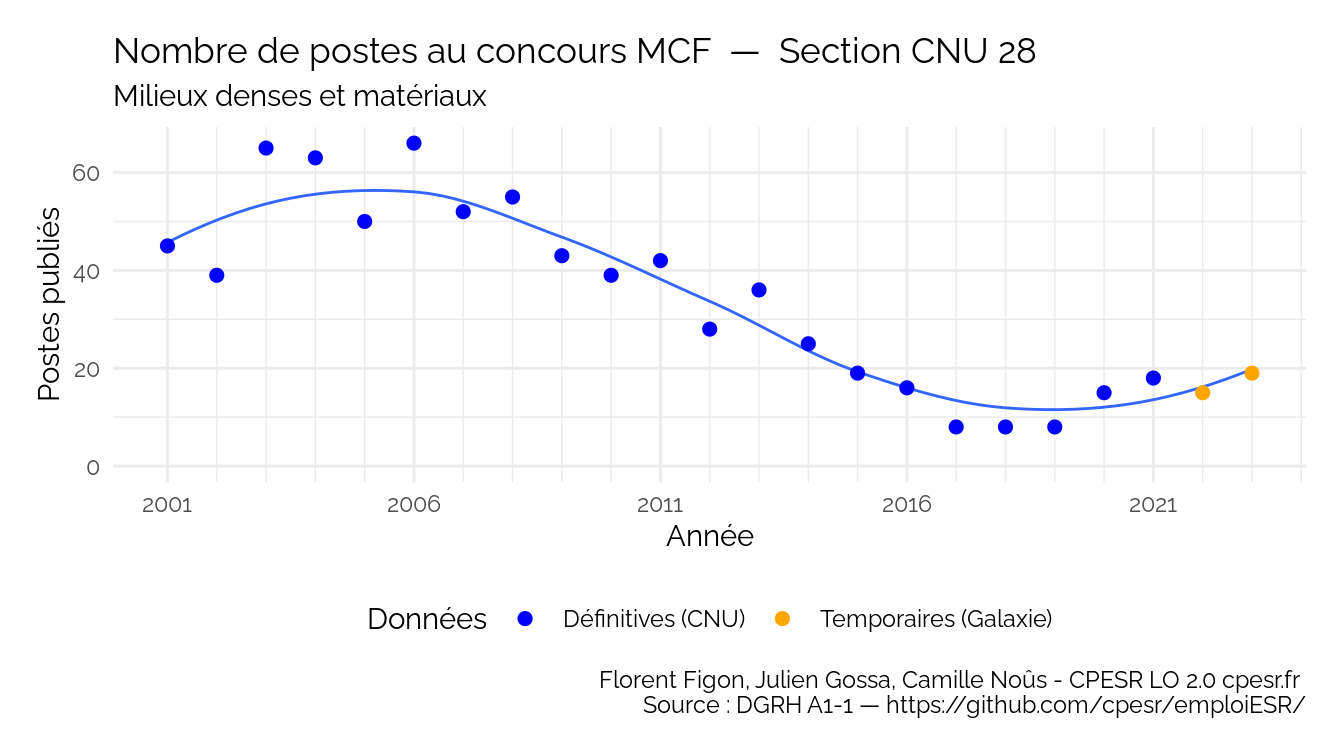 Nombre de postes au concours MCF — Section CNU 28
Milieux denses et matériaux
Postes publiés
60
40
20
0
2001 2006 2011 2016 2021
Année
Données Définitives (CNU) Temporaires (Galaxie)
Florent Figon, Julien Gossa, Camille Noûs - CPESR LO 2.0 cpesr.fr
Source : DGRH A1-1 — https://github.com/cpesr/emploiESR/